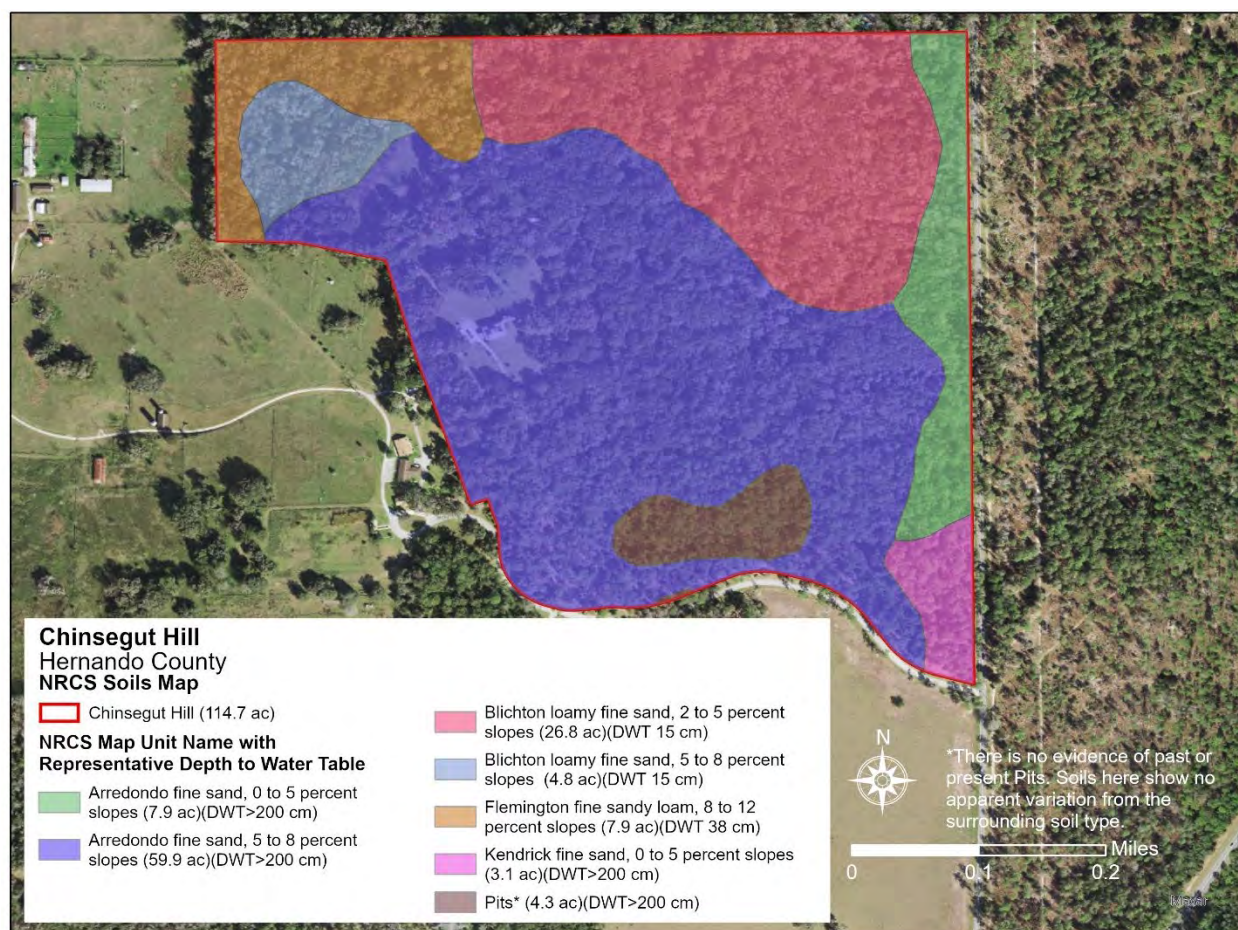 Chinsegut Hill
Hernando County
NRCS Soils Map
Chinsegut Hill (114.7 ac)
NRCS Map Unit Name with
Representative Depth to Water Table
Arredondo fine sand, 0 to 5 percent
slopes (7.9 ac)(DWT>200 cm)
Arredondo fine sand, 5 to 8 percent
slopes (59.9 ac)(DWT>200 cm)
Blichton loamy fine sand, 2 to 5 percent
slopes (26.8 ac)(DWT 15 cm)
Blichton loamy fine sand, 5 to 8 percent
slopes (4.8 ac)(DWT 15 cm)
Flemington fine sandy loam, 8 to 12
percent slopes (7.9 ac)(DWT 38 cm)
Kendrick fine sand, 0 to 5 percent slopes
(3.1 ac)(DWT>200 cm)
Pits* (4.3 ac)(DWT>200 cm)
N
*There is no evidence of past or
present Pits. Soils here show no
apparent variation from the
surrounding soil type.
Miles
0 0.1 0.2